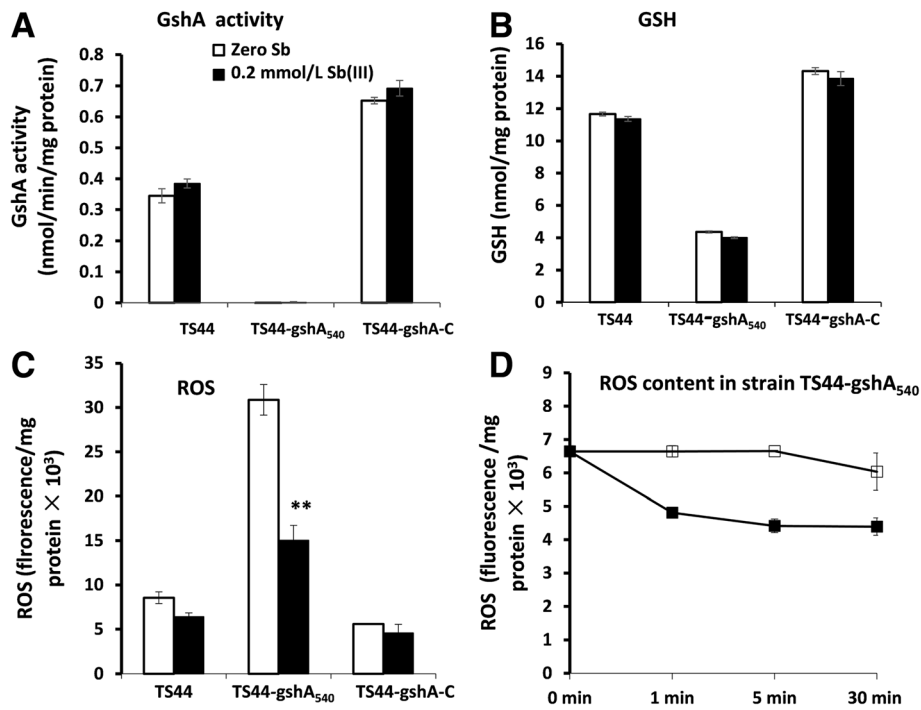 A
GshA activity
Zero Sb
0.2 mmol/L Sb(III)
GshA activity
(nmol/min/mg protein)
0.8
0.7
0.6
0.5
0.4
0.3
0.2
0.1
0
TS44
TS44-gshA540
TS44-gshA-C
B
GSH
GSH (nmol/mg protein)
16
14
12
10
8
6
4
2
0
TS44
TS44-gshA540
TS44-gshA-C
C
ROS
ROS (flrorescence/mg
protein × 10³)
35
30
25
20
15
10
5
0
**
TS44
TS44-gshA540
TS44-gshA-C
D
ROS content in strain TS44-gshA540
ROS (fluorescence /mg
protein × 10³)
9
8
7
6
5
4
3
2
1
0
0 min
1 min
5 min
30 min